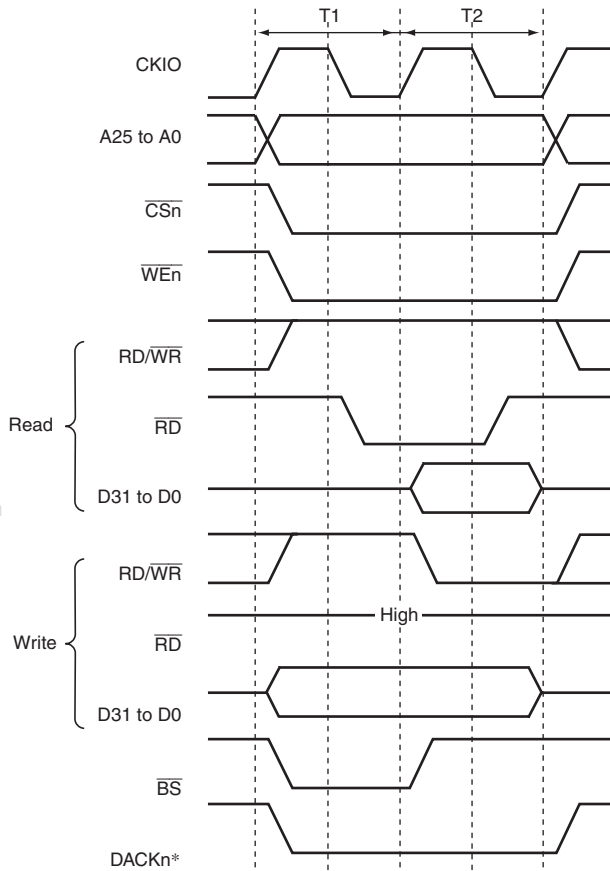 T1 T2
CKIO
A25 to A0
CSn
WEn
RD/WR
Read
RD
D31 to D0
RD/WR
High
Write
RD
D31 to D0
BS
DACKn*